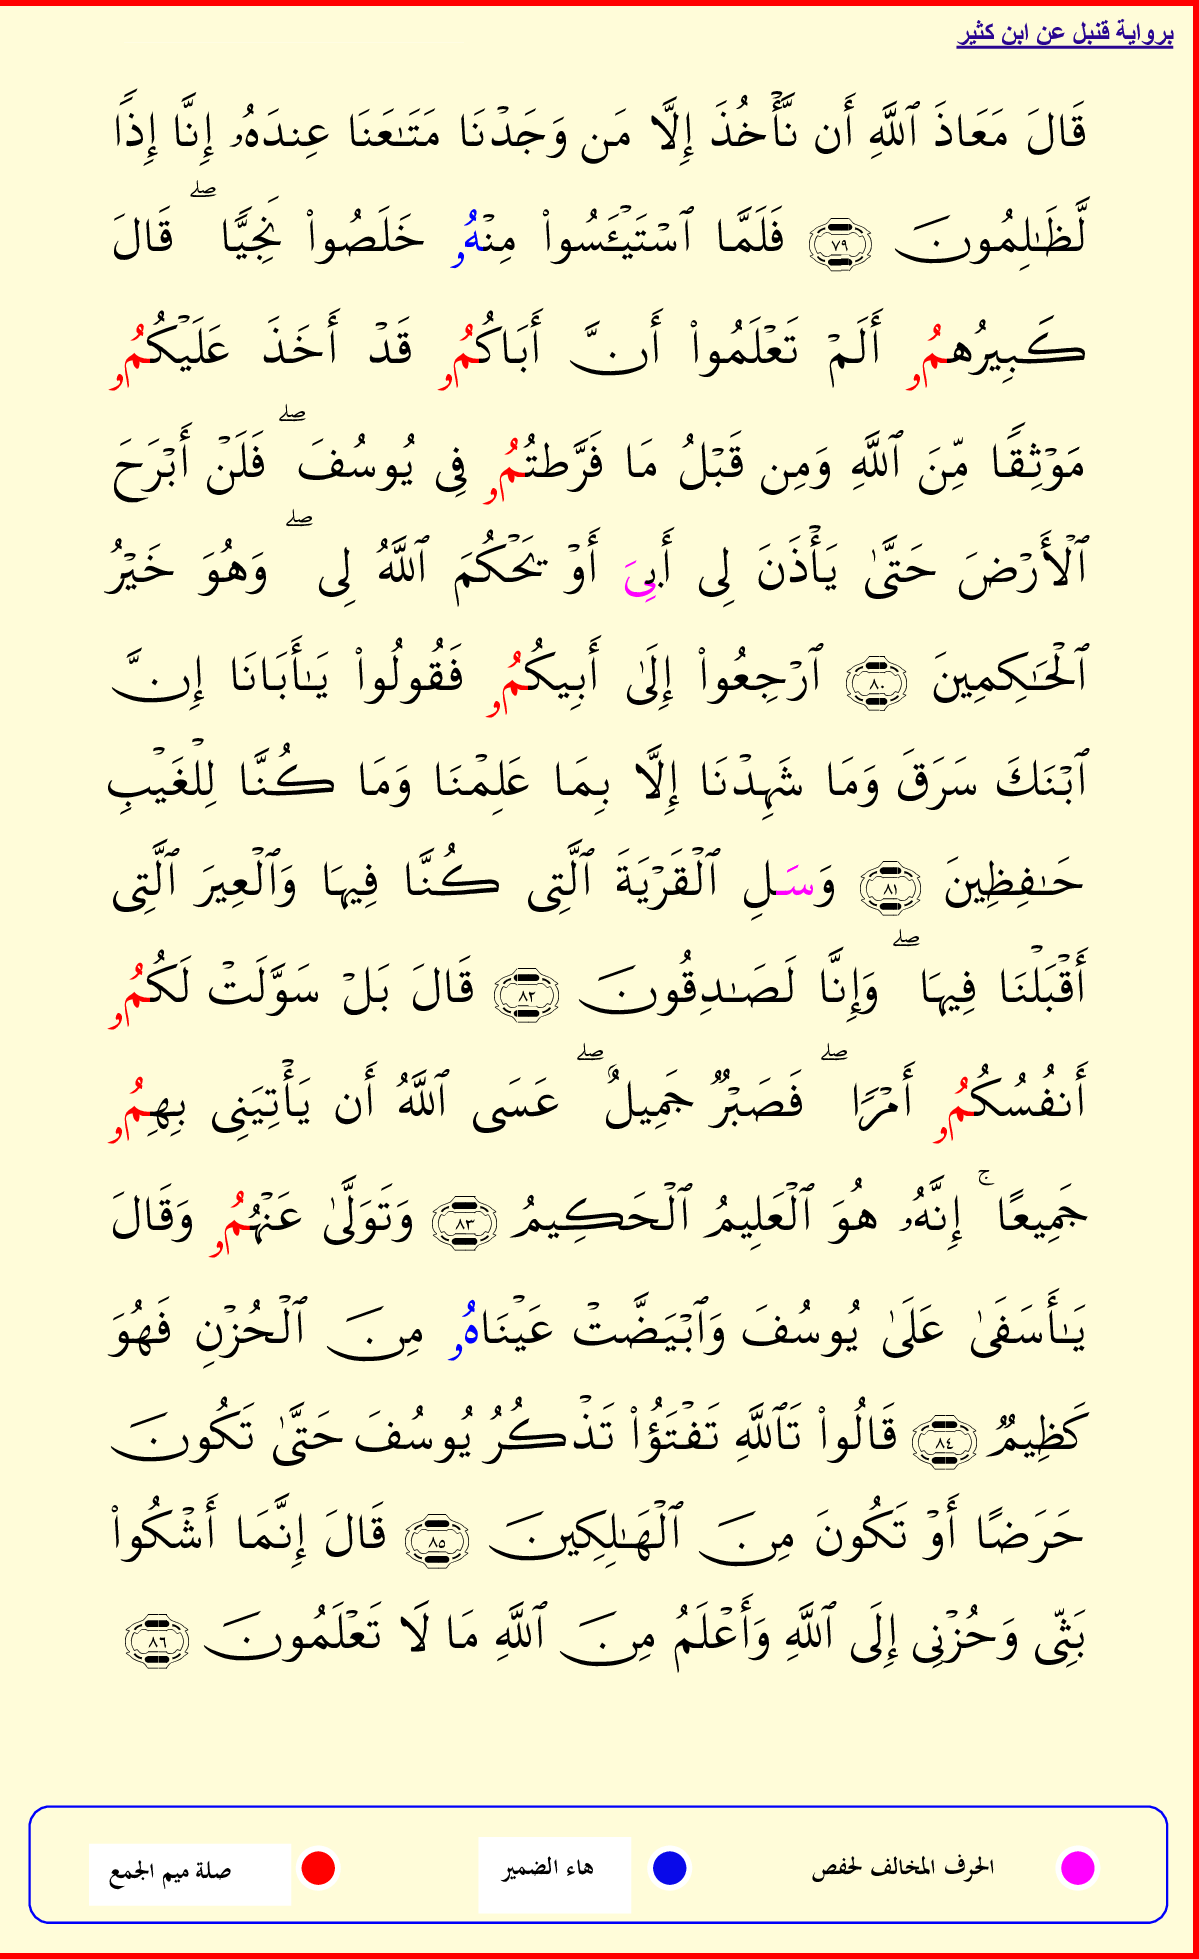 برواية قنبل عن ابن كثير
قَالَ مَعَاذَ ٱللَّهِ أَن نَّأۡخُذَ إِلَّا مَن وَجَدۡنَا مَتَٰعَنَا عِندَهُۥ إِنَّا إِذٗا
لَّظَٰلِمُونَ ٧٩ فَلَمَّا ٱسۡتَيۡـَٔسُواْ مِنۡهُۥ خَلَصُواْ نَجِيّٗاۖ قَالَ
كَبِيرُهُمُۥ أَلَمۡ تَعۡلَمُواْ أَنَّ أَبَاكُمُۥ قَدۡ أَخَذَ عَلَيۡكُمُۥ
مَوۡثِقٗا مِّنَ ٱللَّهِ وَمِن قَبۡلُ مَا فَرَّطتُمُۥ فِي يُوسُفَۖ فَلَنۡ أَبۡرَحَ
ٱلۡأَرۡضَ حَتَّىٰ يَأۡذَنَ لِي أَبِيَ أَوۡ يَحۡكُمَ ٱللَّهُ لِيۖ وَهُوَ خَيۡرُ
ٱلۡحَٰكِمِينَ ٨٠ ٱرۡجِعُواْ إِلَىٰ أَبِيكُمُۥ فَقُولُواْ يَٰأَبَانَا إِنَّ
ٱبۡنَكَ سَرَقَ وَمَا شَهِدۡنَا إِلَّا بِمَا عَلِمۡنَا وَمَا كُنَّا لِلۡغَيۡبِ
حَٰفِظِينَ ٨١ وَسَلِ ٱلۡقَرۡيَةَ ٱلَّتِي كُنَّا فِيهَا وَٱلۡعِيرَ ٱلَّتِي
أَقۡبَلۡنَا فِيهَاۖ وَإِنَّا لَصَٰدِقُونَ ٨٢ قَالَ بَلۡ سَوَّلَتۡ لَكُمُۥ
أَنفُسُكُمُۥ أَمۡرٗاۖ فَصَبۡرٞ جَمِيلٌۖ عَسَى ٱللَّهُ أَن يَأۡتِيَنِي بِهِمُۥ
جَمِيعًاۚ إِنَّهُۥ هُوَ ٱلۡعَلِيمُ ٱلۡحَكِيمُ ٨٣ وَتَوَلَّىٰ عَنۡهُمُۥ وَقَالَ
يَٰأَسَفَىٰ عَلَىٰ يُوسُفَ وَٱبۡيَضَّتۡ عَيۡنَاهُۥ مِنَ ٱلۡحُزۡنِ فَهُوَ
كَظِيمٞ ٨٤ قَالُواْ تَٱللَّهِ تَفۡتَؤُاْ تَذۡكُرُ يُوسُفَ حَتَّىٰ تَكُونَ
حَرَضًا أَوۡ تَكُونَ مِنَ ٱلۡهَٰلِكِينَ ٨٥ قَالَ إِنَّمَا أَشۡكُواْ
بَثِّي وَحُزۡنِي إِلَى ٱللَّهِ وَأَعۡلَمُ مِنَ ٱللَّهِ مَا لَا تَعۡلَمُونَ ٨٦
الحرف المخالف لحفص هاء الضمير صلة ميم الجمع